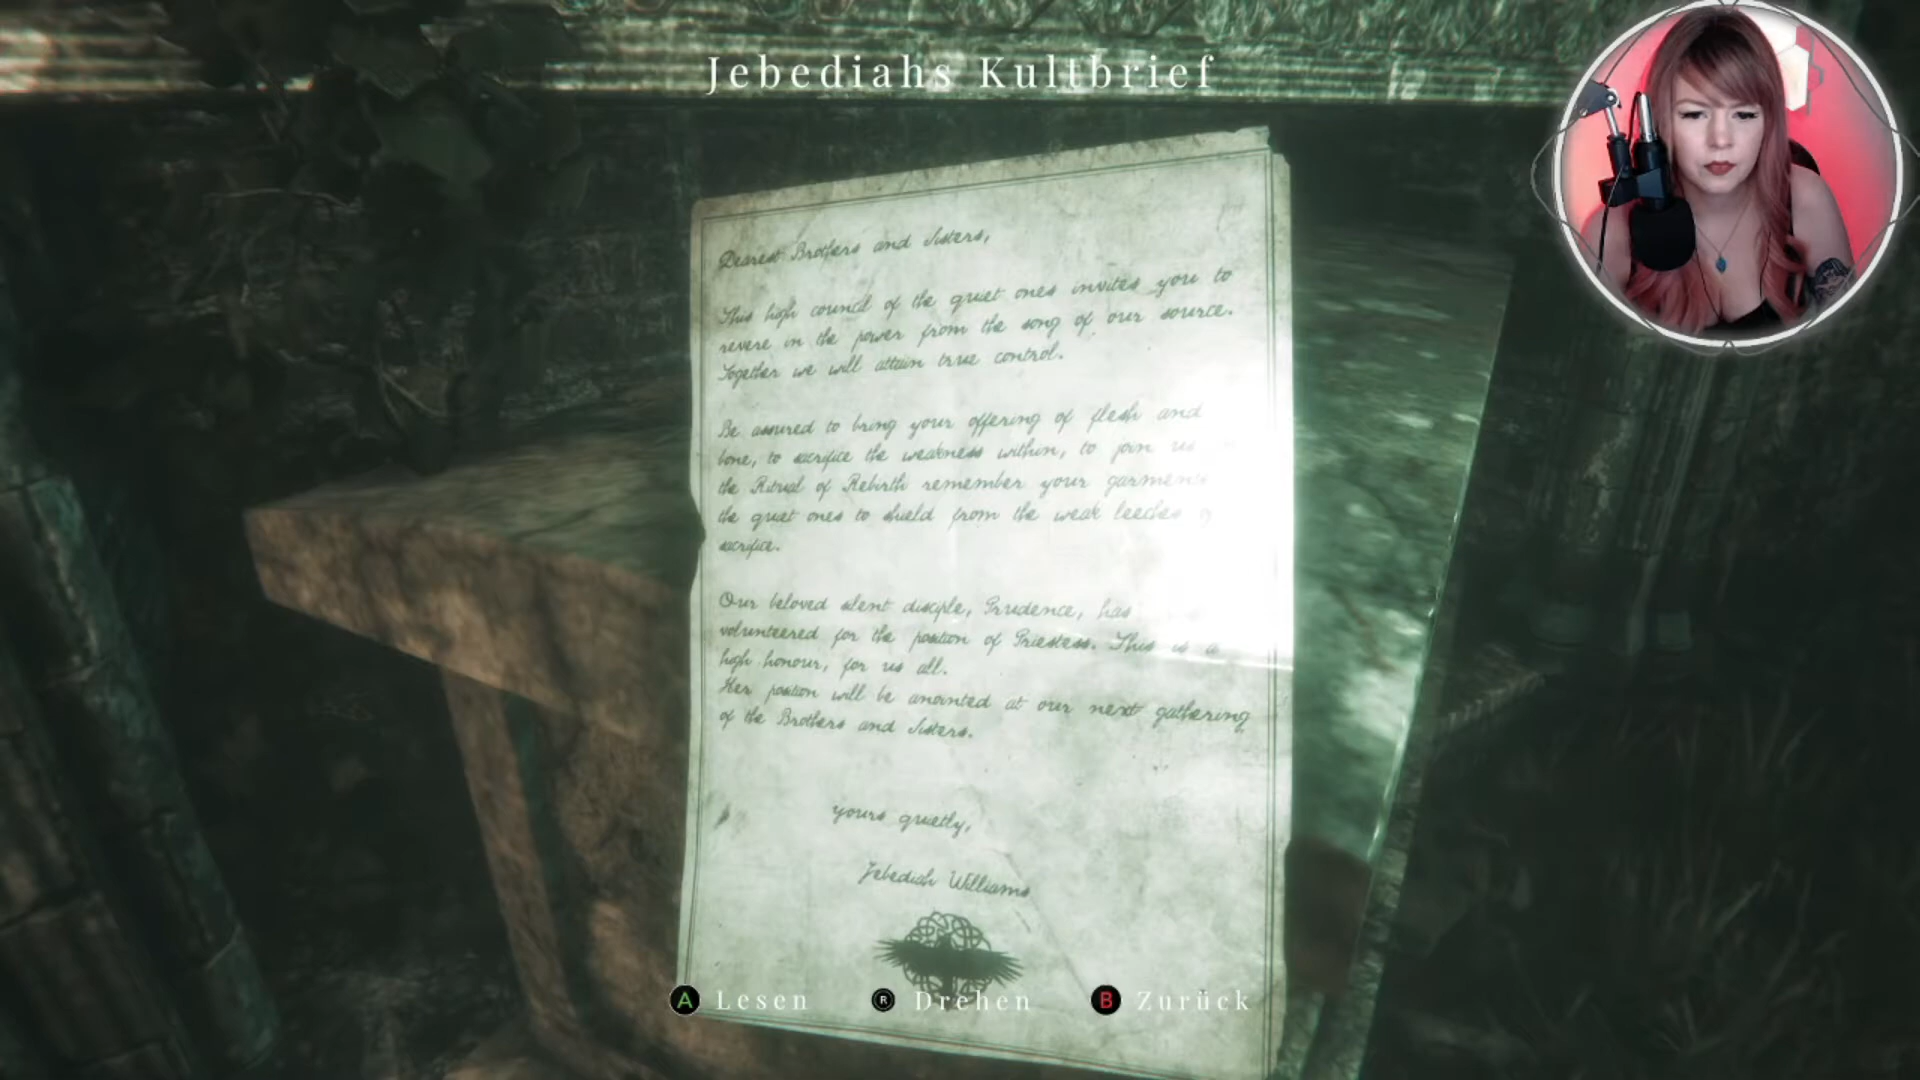 Jebediahs Kultbrief
Dearest Brothers and Sisters,
This high council of the quiet ones invites you to
revere in the power from the song of our source.
Together we will attain true control.
Be assured to bring your offering of flesh and
bone, to sacrifice the weakness within, to join us
the Ritual of Rebirth remember your garment
the quiet ones to shield from the weak leeches
sacrifice.
Our beloved silent disciple, Prudence, has
volunteered for the position of Priestess. This is a
high honour, for us all.
Her position will be anointed at our next gathering
of the Brothers and Sisters.
yours quietly,
Jebediah Williams
A Lesen R Drehen B Zurück